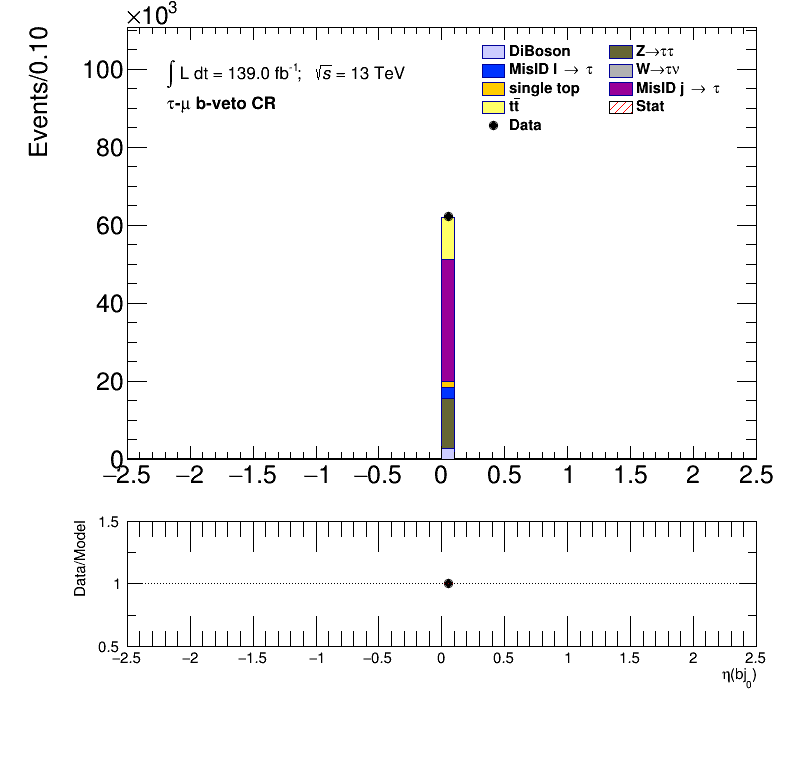 ×10³
Events/0.10
∫ L dt = 139.0 fb⁻¹; √s = 13 TeV
τ-μ b-veto CR
DiBoson
MisID l → τ
single top
tt̄
Data
Z→ττ
W→τν
MisID j → τ
Stat
100
80
60
40
20
0
−2.5 −2 −1.5 −1 −0.5 0 0.5 1 1.5 2 2.5
Data/Model
1.5
1
0.5
−2.5 −2 −1.5 −1 −0.5 0 0.5 1 1.5 2 2.5
η(bj₀)